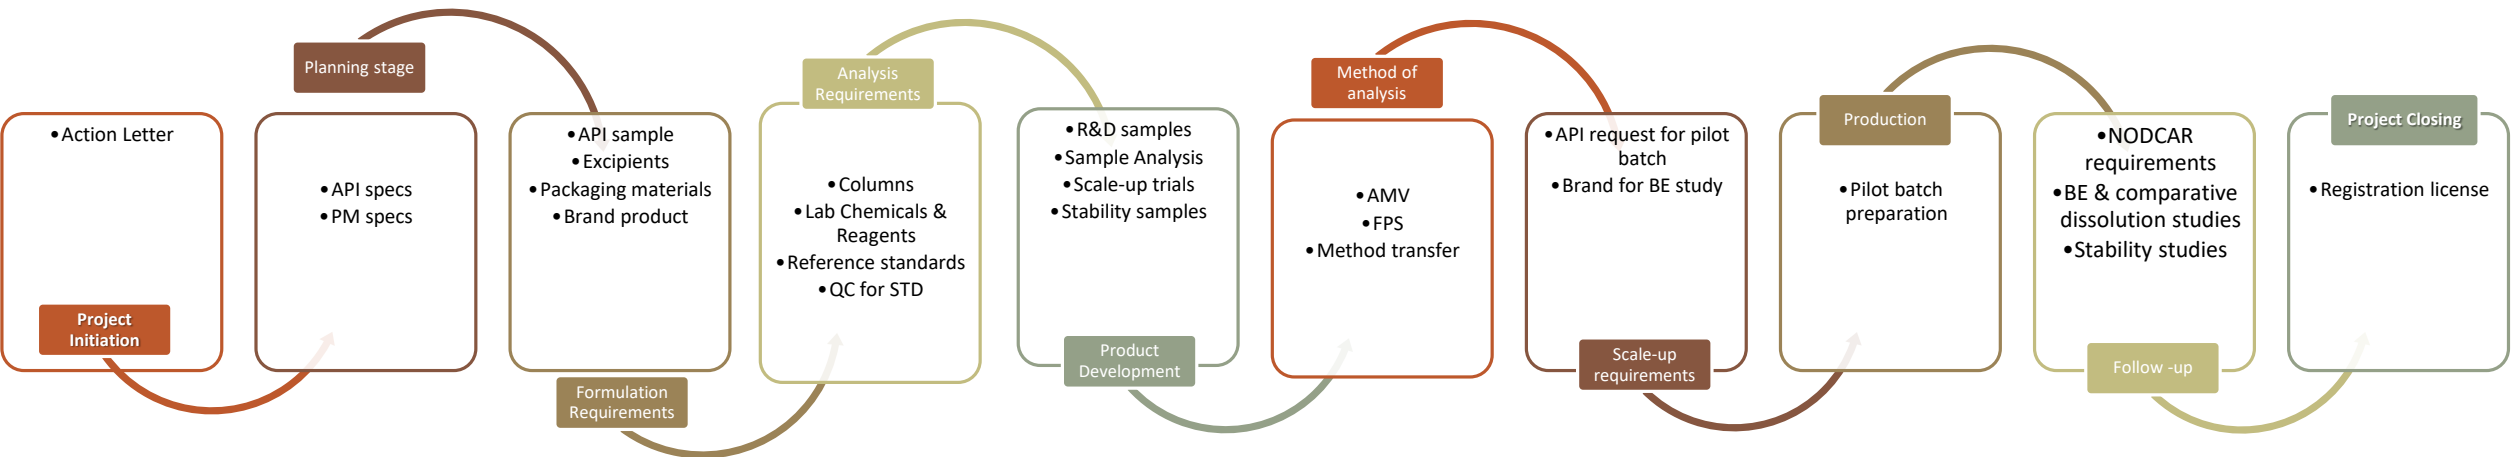 Project
Initiation
•Action Letter
Planning stage
•API specs
•PM specs
Formulation
Requirements
•API sample
•Excipients
•Packaging materials
•Brand product
Analysis
Requirements
•Columns
•Lab Chemicals &
Reagents
•Reference standards
•QC for STD
Product
Development
•R&D samples
•Sample Analysis
•Scale-up trials
•Stability samples
Method of
analysis
•AMV
•FPS
•Method transfer
Scale-up
requirements
•API request for pilot
batch
•Brand for BE study
Production
•Pilot batch
preparation
Follow -up
•NODCAR
requirements
•BE & comparative
dissolution studies
•Stability studies
Project Closing
•Registration license